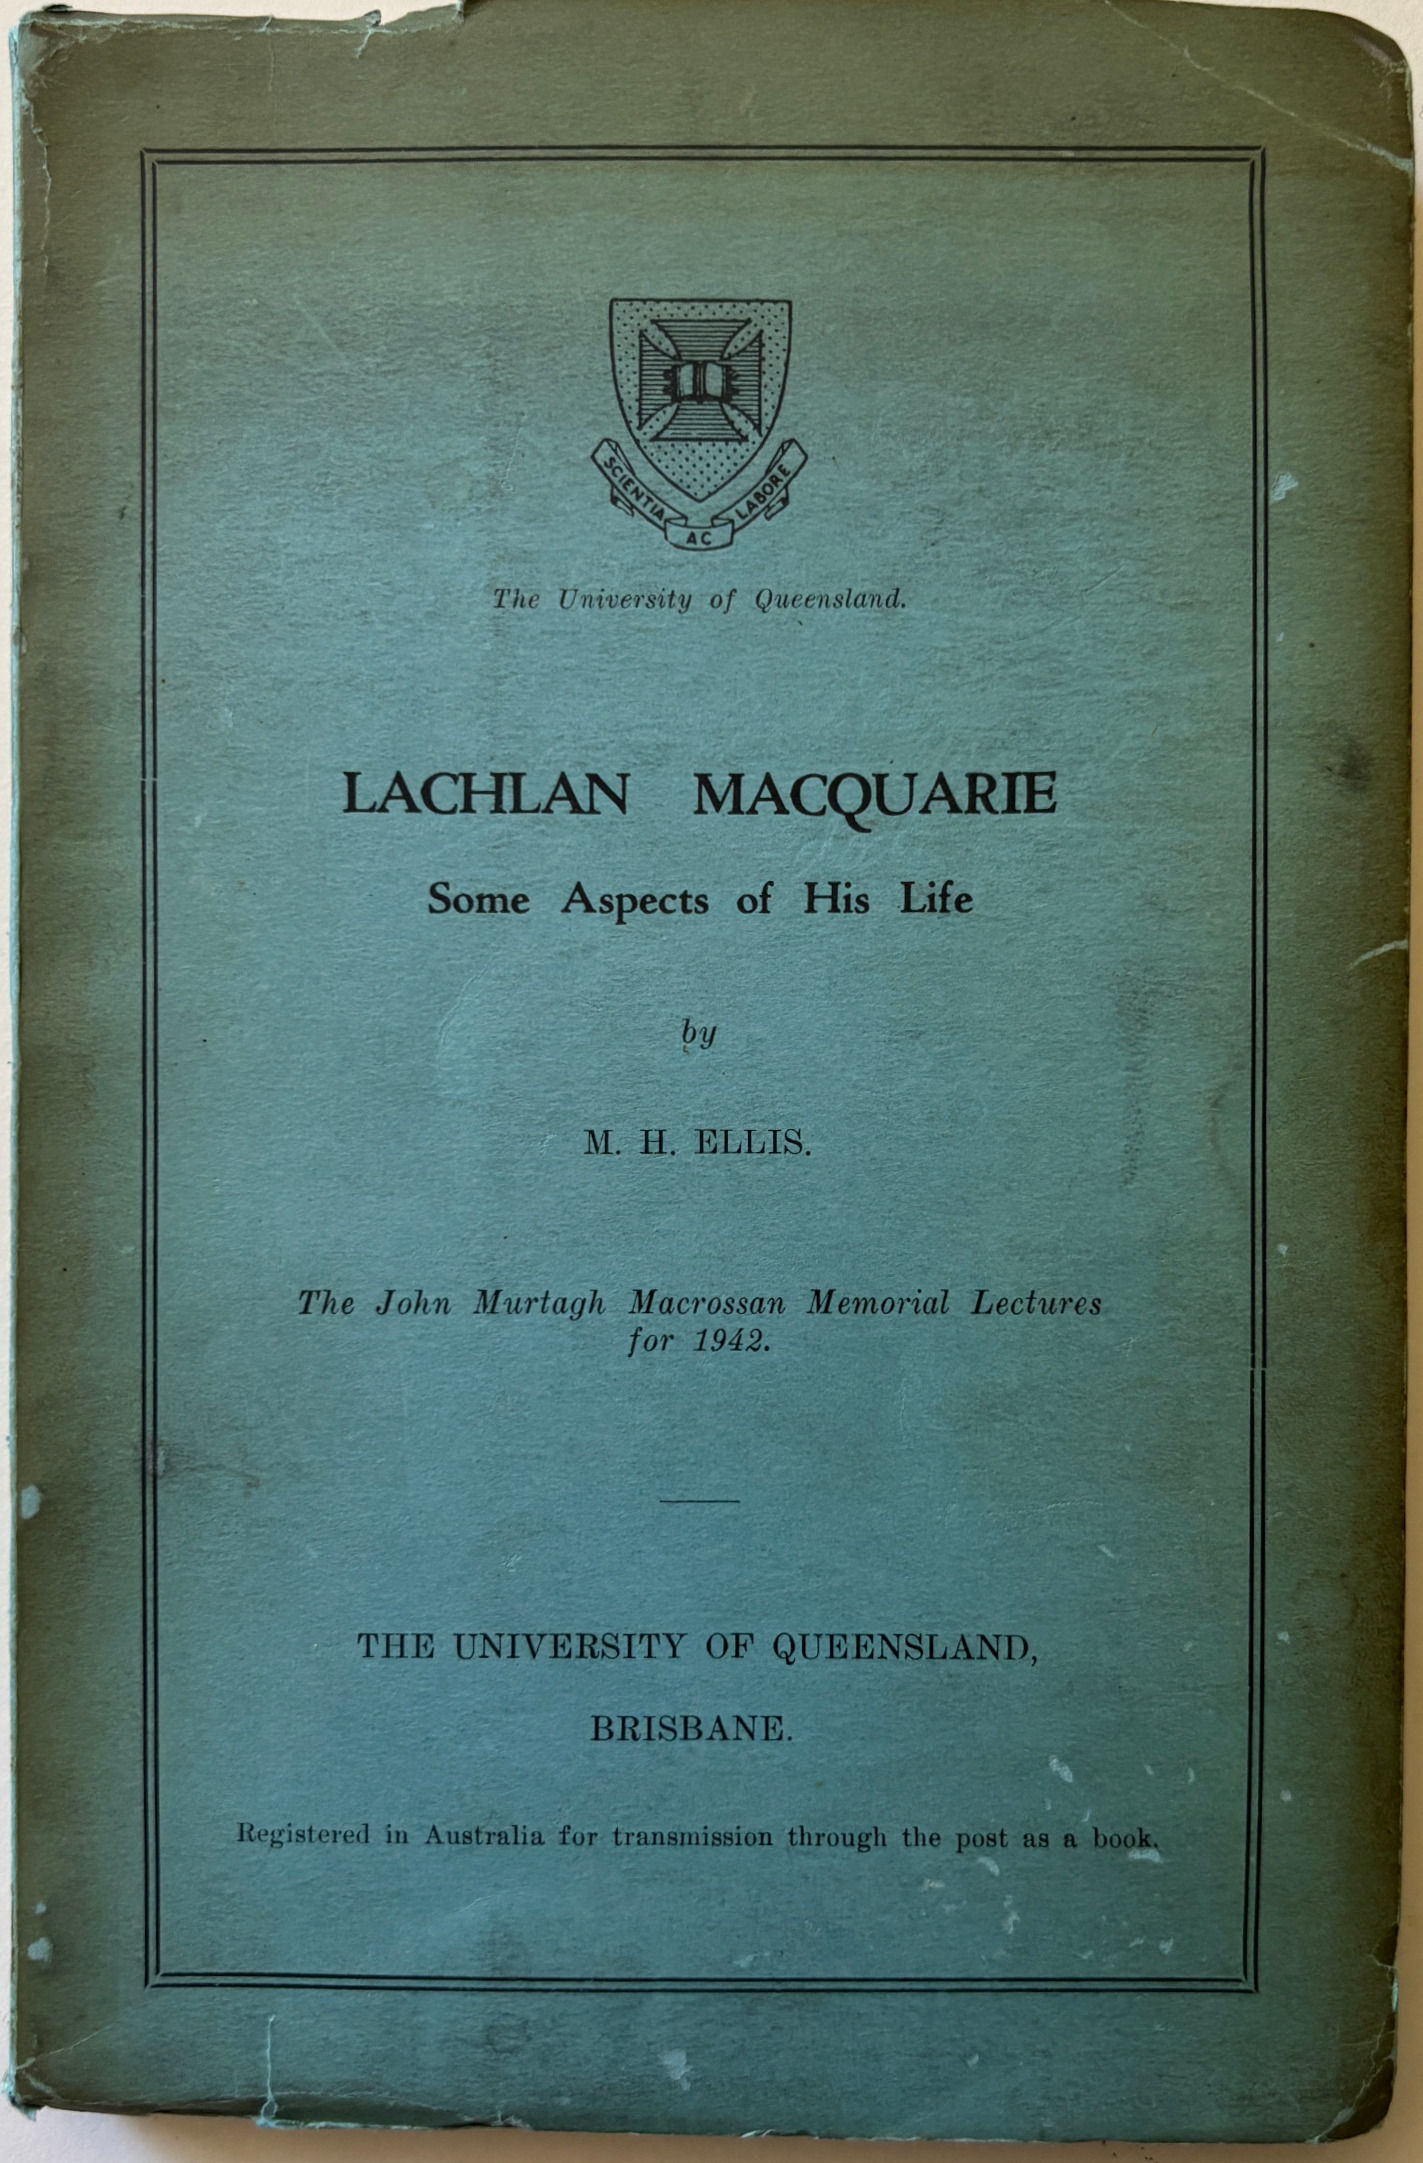 SCIENTIA AC LABORE
The University of Queensland.
LACHLAN MACQUARIE
Some Aspects of His Life
by
M. H. ELLIS.
The John Murtagh Macrossan Memorial Lectures
for 1942.
THE UNIVERSITY OF QUEENSLAND,
BRISBANE.
Registered in Australia for transmission through the post as a book.